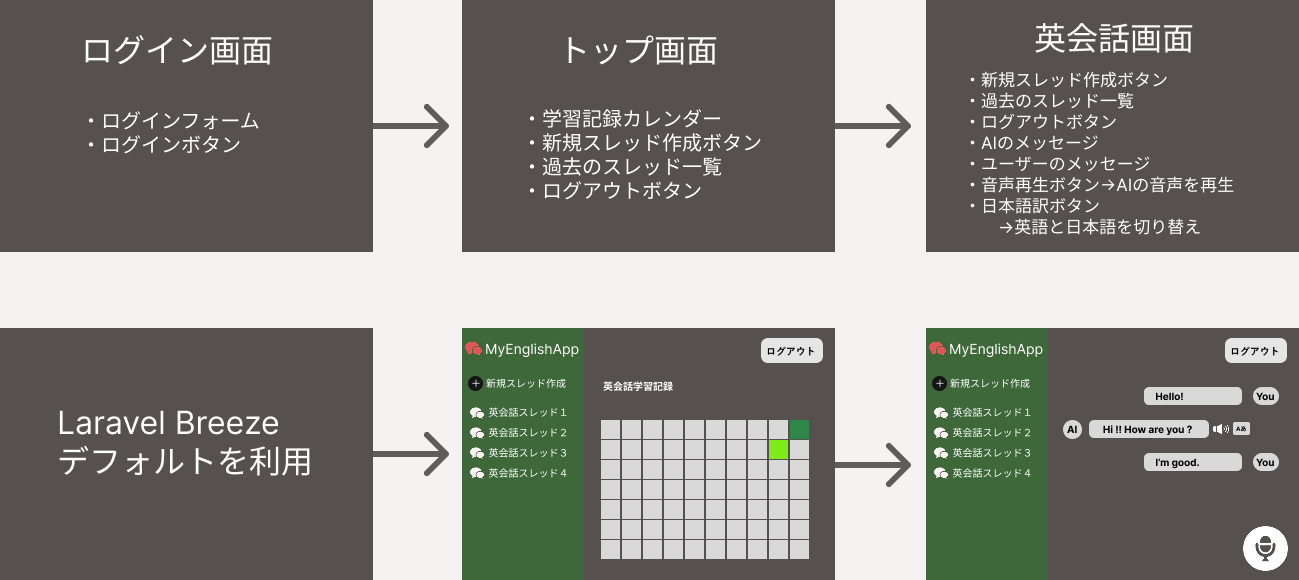 ログイン画面
・ログインフォーム
・ログインボタン
トップ画面
・学習記録カレンダー
・新規スレッド作成ボタン
・過去のスレッド一覧
・ログアウトボタン
英会話画面
・新規スレッド作成ボタン
・過去のスレッド一覧
・ログアウトボタン
・AIのメッセージ
・ユーザーのメッセージ
・音声再生ボタン→AIの音声を再生
・日本語訳ボタン
→英語と日本語を切り替え
Laravel Breeze
デフォルトを利用
MyEnglishApp
新規スレッド作成
英会話スレッド１
英会話スレッド２
英会話スレッド３
英会話スレッド４
ログアウト
英会話学習記録
MyEnglishApp
新規スレッド作成
英会話スレッド１
英会話スレッド２
英会話スレッド３
英会話スレッド４
ログアウト
Hello! You
AI Hi !! How are you ? Aあ
I'm good. You